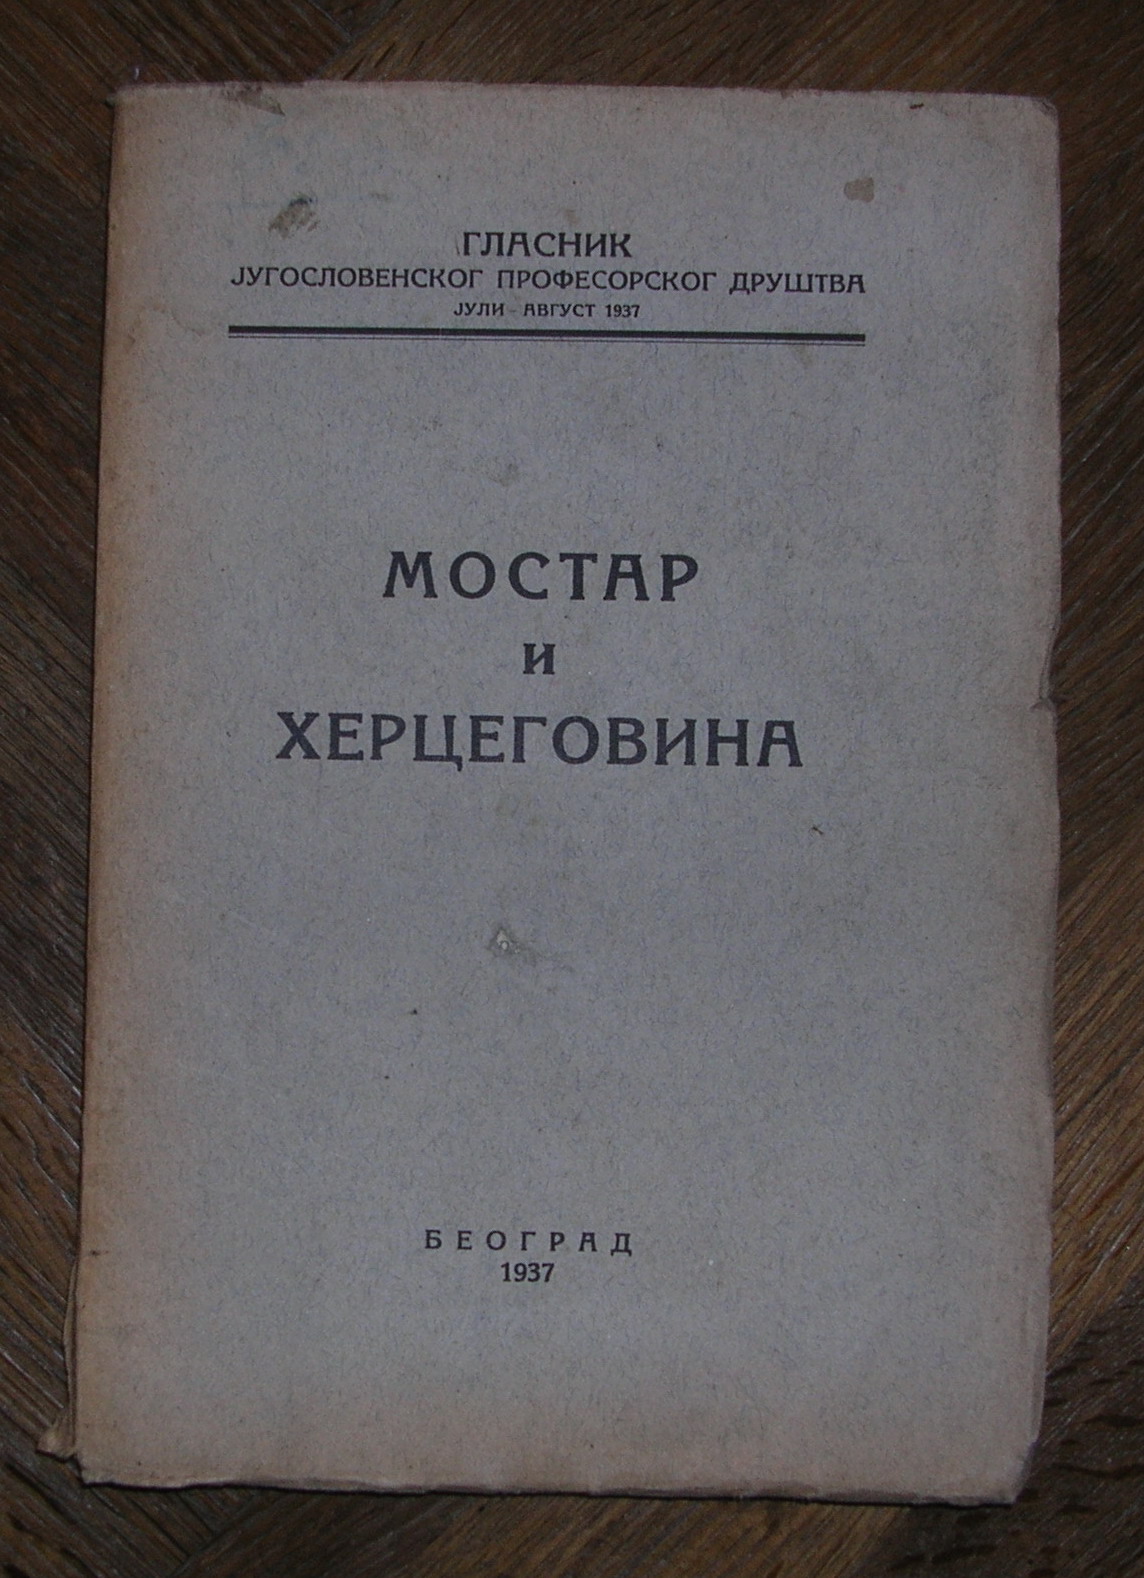 ГЛАСНИК
ЈУГОСЛОВЕНСКОГ ПРОФЕСОРСКОГ ДРУШТВА
ЈУЛИ - АВГУСТ 1937
МОСТАР
И
ХЕРЦЕГОВИНА
БЕОГРАД
1937